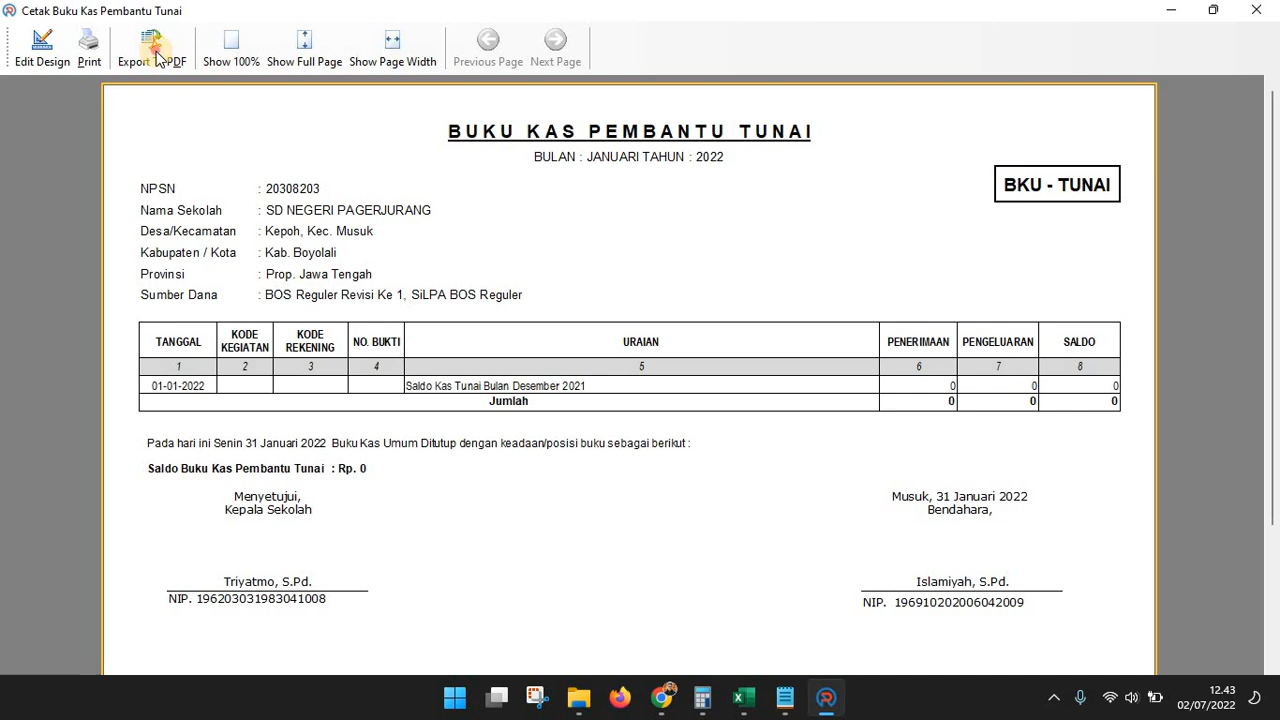 Cetak Buku Kas Pembantu Tunai
Edit Design Print Export PDF Show 100% Show Full Page Show Page Width Previous Page Next Page
BUKU KAS PEMBANTU TUNAI
BULAN : JANUARI TAHUN : 2022
BKU - TUNAI
NPSN : 20308203
Nama Sekolah : SD NEGERI PAGERJURANG
Desa/Kecamatan : Kepoh, Kec. Musuk
Kabupaten / Kota : Kab. Boyolali
Provinsi : Prop. Jawa Tengah
Sumber Dana : BOS Reguler Revisi Ke 1, SiLPA BOS Reguler
TANGGAL KODE KEGIATAN KODE REKENING NO. BUKTI URAIAN PENERIMAAN PENGELUARAN SALDO
1 2 3 4 5 6 7 8
01-01-2022 Saldo Kas Tunai Bulan Desember 2021 0 0 0
Jumlah 0 0 0
Pada hari ini Senin 31 Januari 2022 Buku Kas Umum Ditutup dengan keadaan/posisi buku sebagai berikut :
Saldo Buku Kas Pembantu Tunai : Rp. 0
Menyetujui, Musuk, 31 Januari 2022
Kepala Sekolah Bendahara,
Triyatmo, S.Pd. Islamiyah, S.Pd.
NIP. 196203031983041008 NIP. 196910202006042009
12.43
02/07/2022